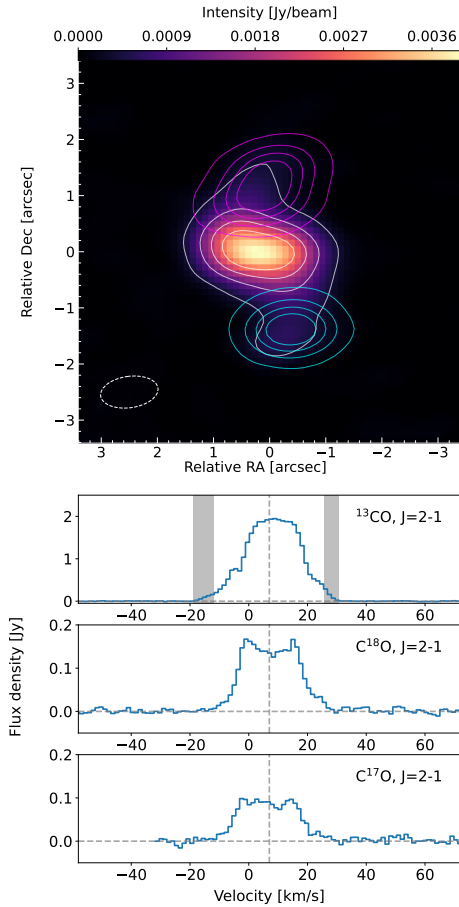 Intensity [Jy/beam]
0.0000 0.0009 0.0018 0.0027 0.0036
Relative Dec [arcsec]
3
2
1
0
−1
−2
−3
3 2 1 0 −1 −2 −3
Relative RA [arcsec]
Flux density [Jy]
¹³CO, J=2-1
2
1
0
−40 −20 0 20 40 60
C¹⁸O, J=2-1
0.2
0.1
0.0
−40 −20 0 20 40 60
C¹⁷O, J=2-1
0.2
0.1
0.0
−40 −20 0 20 40 60
Velocity [km/s]